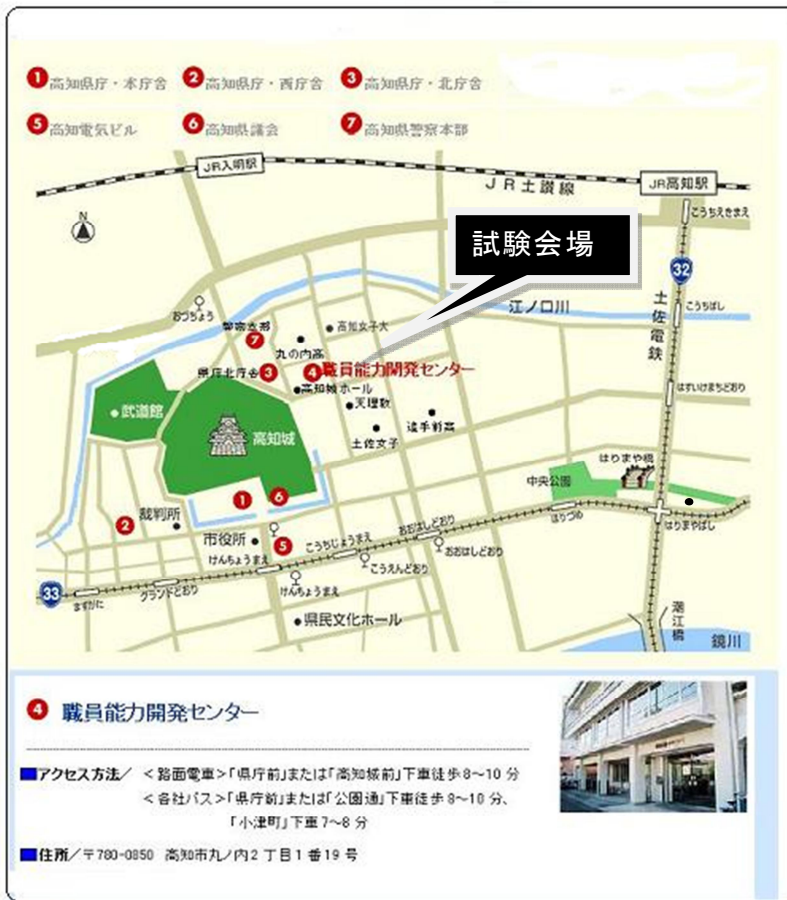 1 高知県庁・本庁舎 2 高知県庁・西庁舎 3 高知県庁・北庁舎
5 高知電気ビル 6 高知県議会 7 高知県警察本部
JR入明駅
JR土讃線
JR高知駅
こうちえきまえ
N
試験会場
32
江ノ口川
土佐電鉄
こうちばし
おづちょう
警察本部
7
高知女子大
丸の内高
県庁北庁舎 3
4 職員能力開発センター
高知城ホール
天理教
はすいけまちどおり
武道館
追手前高
土佐女子
高知城
はりまや橋
中央公園
1
6
裁判所
2
はりまやばし
はりづめ
市役所
5
おおはしどおり
こうちじょうまえ
けんちょうまえ
おおはしどおり
こうえんどおり
33
ますがた
グランドどおり
けんちょうまえ
県民文化ホール
潮江橋
鏡川
4 職員能力開発センター
アクセス方法／ <路面電車>「県庁前」または「高知城前」下車徒歩8～10分
<各社バス>「県庁前」または「公園通」下車徒歩8～10分、
「小津町」下車7～8分
住所／〒780-0850 高知市丸ノ内2丁目1番19号